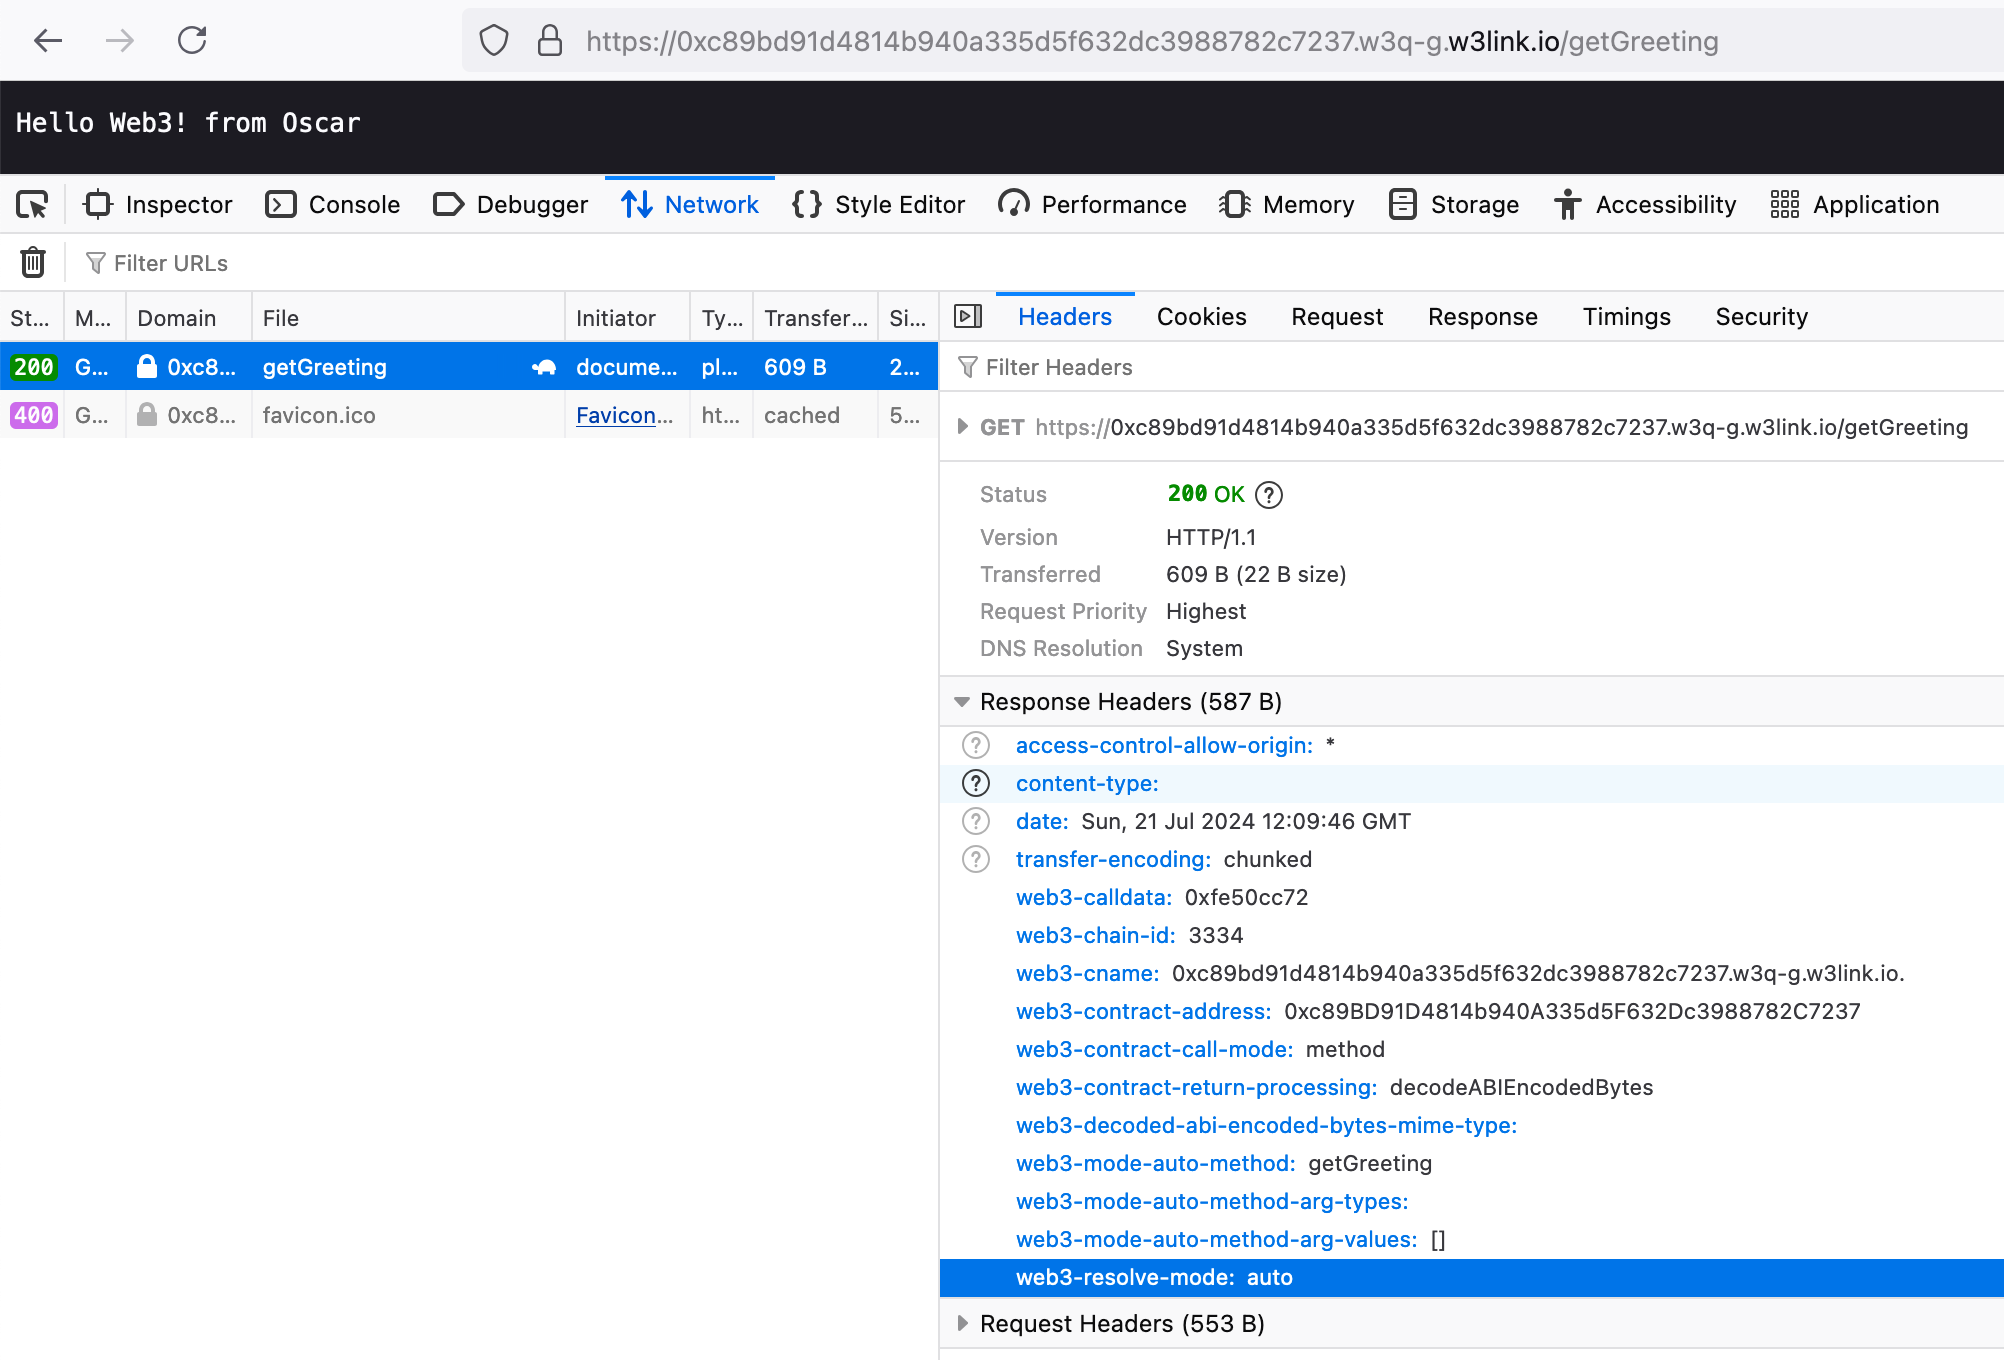 https://0xc89bd91d4814b940a335d5f632dc3988782c7237.w3q-g.w3link.io/getGreeting
Hello Web3! from Oscar
Inspector Console Debugger Network Style Editor Performance Memory Storage Accessibility Application
Filter URLs
St... M... Domain File Initiator Ty... Transfer... Si...
200 G... 0xc8... getGreeting docume... pl... 609 B 2...
400 G... 0xc8... favicon.ico Favicon... ht... cached 5...
Headers Cookies Request Response Timings Security
Filter Headers
GET https://0xc89bd91d4814b940a335d5f632dc3988782c7237.w3q-g.w3link.io/getGreeting
Status 200 OK ?
Version HTTP/1.1
Transferred 609 B (22 B size)
Request Priority Highest
DNS Resolution System
Response Headers (587 B)
? access-control-allow-origin: *
? content-type:
? date: Sun, 21 Jul 2024 12:09:46 GMT
? transfer-encoding: chunked
web3-calldata: 0xfe50cc72
web3-chain-id: 3334
web3-cname: 0xc89bd91d4814b940a335d5f632dc3988782c7237.w3q-g.w3link.io.
web3-contract-address: 0xc89BD91D4814b940A335d5F632Dc3988782C7237
web3-contract-call-mode: method
web3-contract-return-processing: decodeABIEncodedBytes
web3-decoded-abi-encoded-bytes-mime-type:
web3-mode-auto-method: getGreeting
web3-mode-auto-method-arg-types:
web3-mode-auto-method-arg-values: []
web3-resolve-mode: auto
Request Headers (553 B)